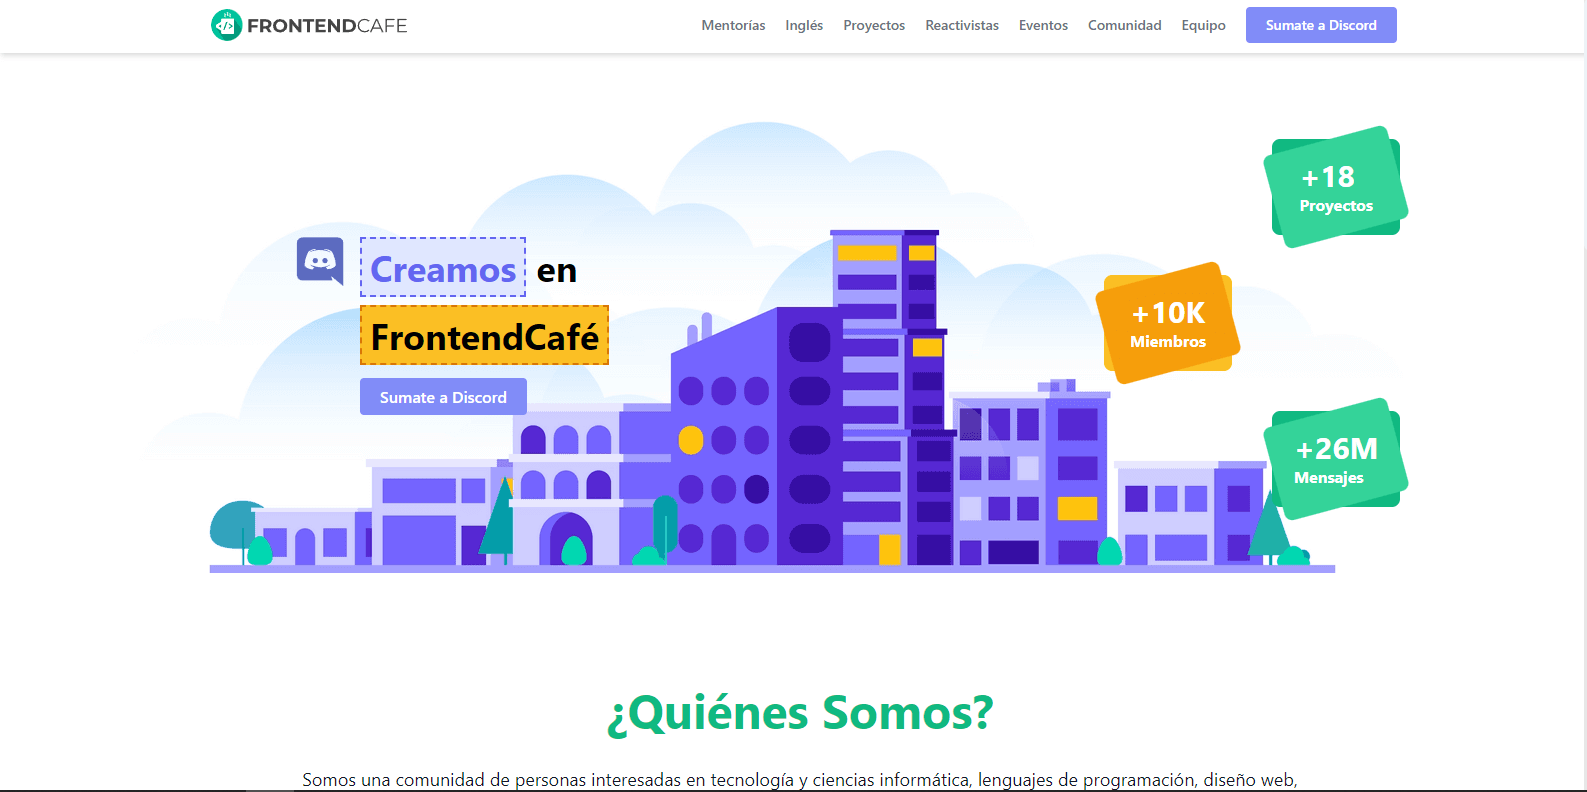 FRONTENDCAFE
Mentorías Inglés Proyectos Reactivistas Eventos Comunidad Equipo Sumate a Discord
Creamos en
FrontendCafé
Sumate a Discord
+18
Proyectos
+10K
Miembros
+26M
Mensajes
¿Quiénes Somos?
Somos una comunidad de personas interesadas en tecnología y ciencias informática, lenguajes de programación, diseño web,